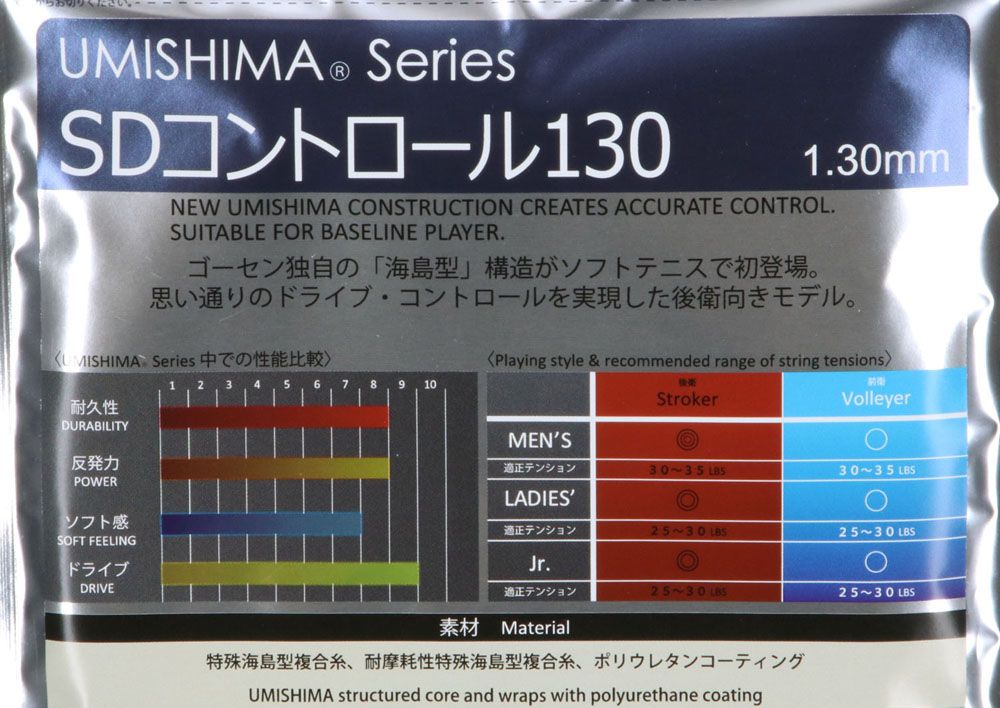 からお切りください。
UMISHIMA® Series
SDコントロール130
1.30mm
NEW UMISHIMA CONSTRUCTION CREATES ACCURATE CONTROL.
SUITABLE FOR BASELINE PLAYER.
ゴーセン独自の「海島型」構造がソフトテニスで初登場。
思い通りのドライブ・コントロールを実現した後衛向きモデル。
〈UMISHIMA® Series 中での性能比較〉
1 2 3 4 5 6 7 8 9 10
耐久性
DURABILITY
反発力
POWER
ソフト感
SOFT FEELING
ドライブ
DRIVE
〈Playing style & recommended range of string tensions〉
後衛 前衛
Stroker Volleyer
MEN'S ◎ ○
適正テンション 30～35 LBS 30～35 LBS
LADIES' ◎ ○
適正テンション 25～30 LBS 25～30 LBS
Jr. ◎ ○
適正テンション 25～30 LBS 25～30 LBS
素材 Material
特殊海島型複合糸、耐摩耗性特殊海島型複合糸、ポリウレタンコーティング
UMISHIMA structured core and wraps with polyurethane coating